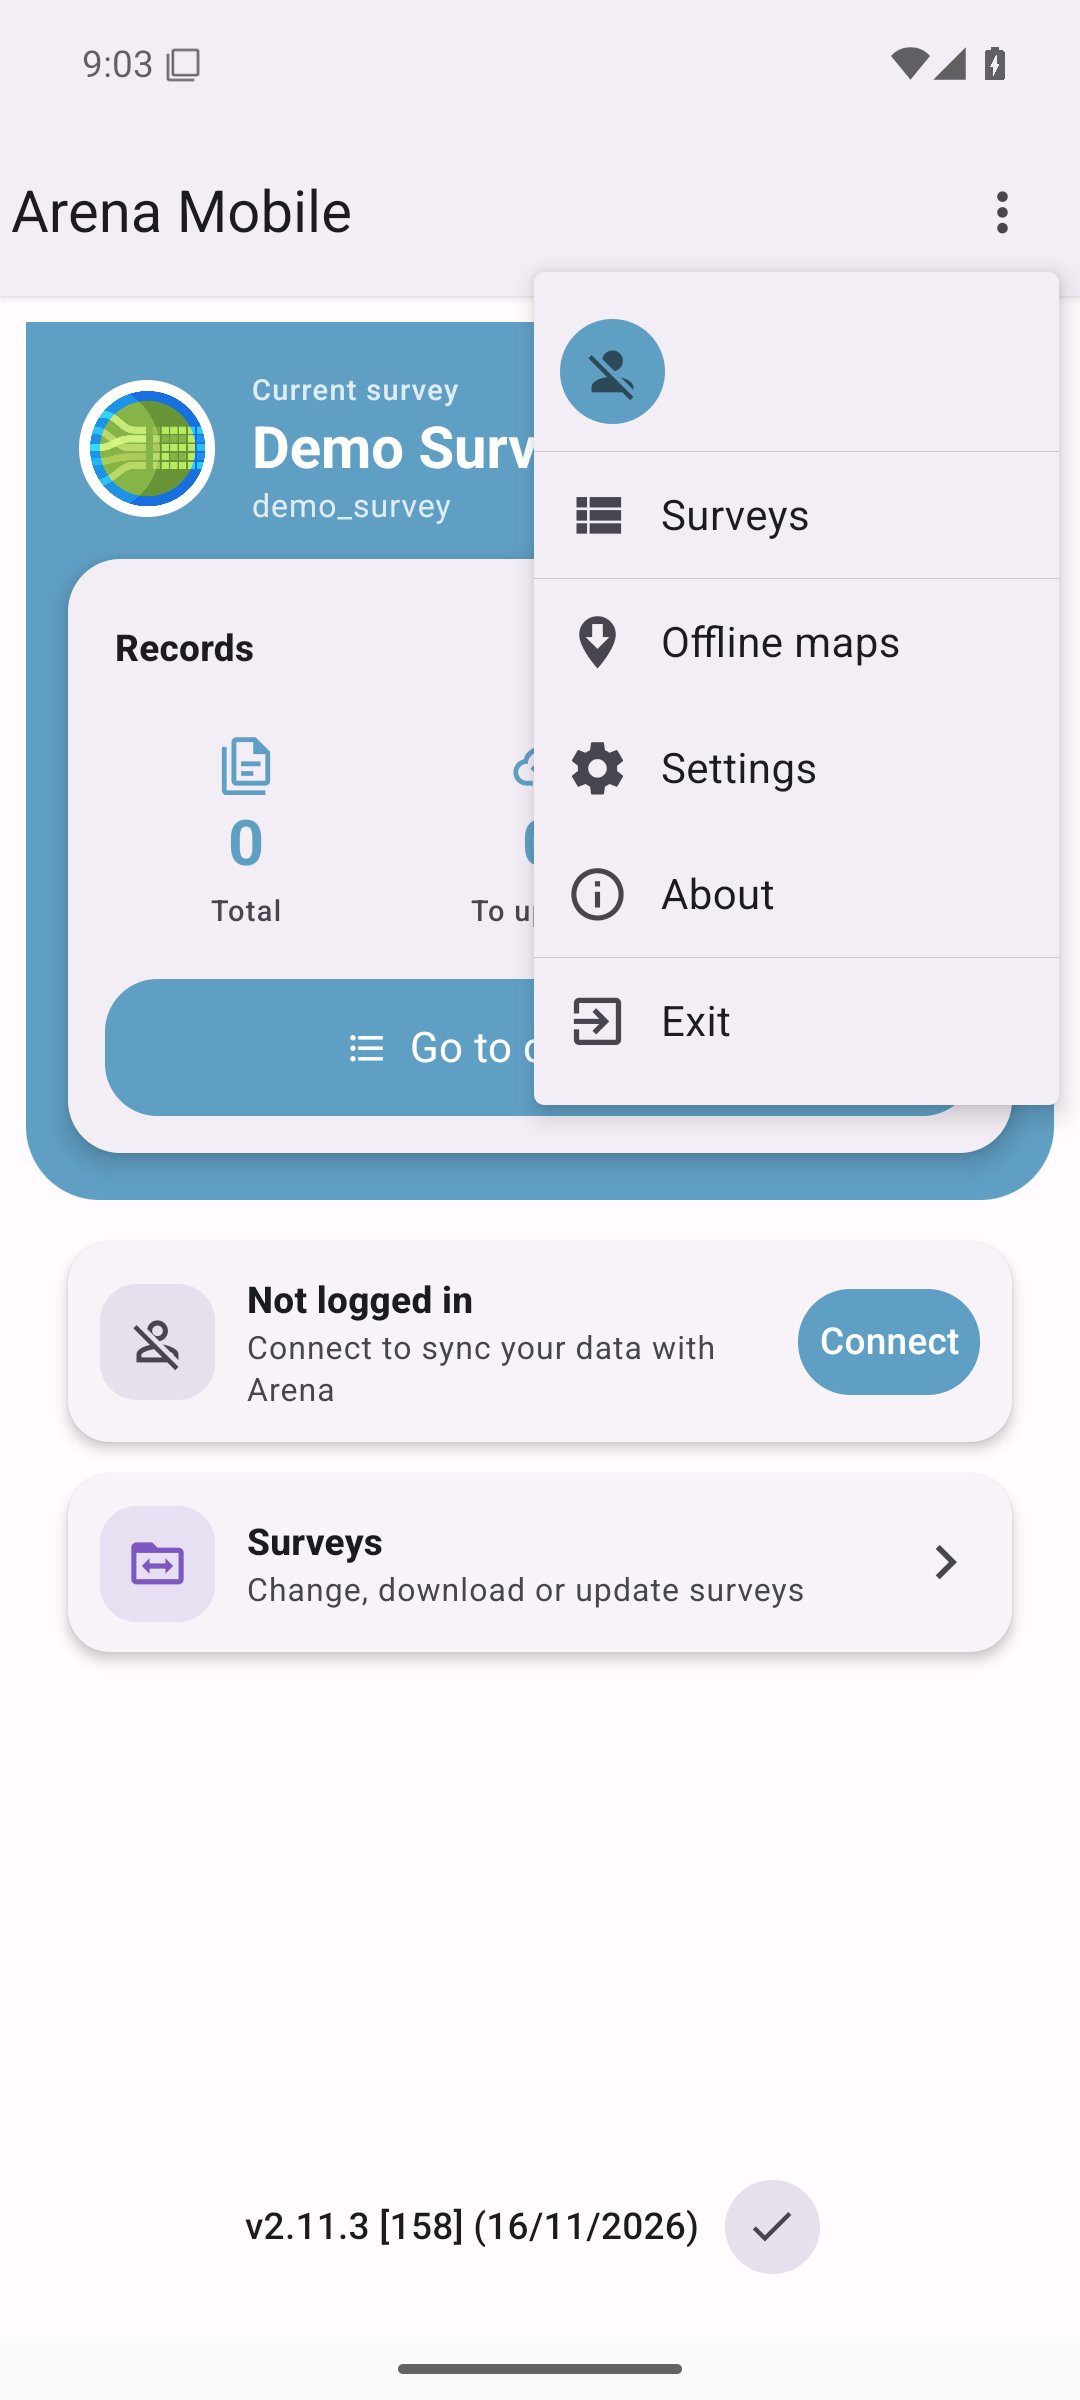 9:03
Arena Mobile
Current survey
Demo
demo_survey
Records
0
Total
To
Go to
Surveys
Offline maps
Settings
About
Exit
Not logged in
Connect to sync your data with
Arena
Connect
Surveys
Change, download or update surveys
v2.11.3 [158] (16/11/2026)